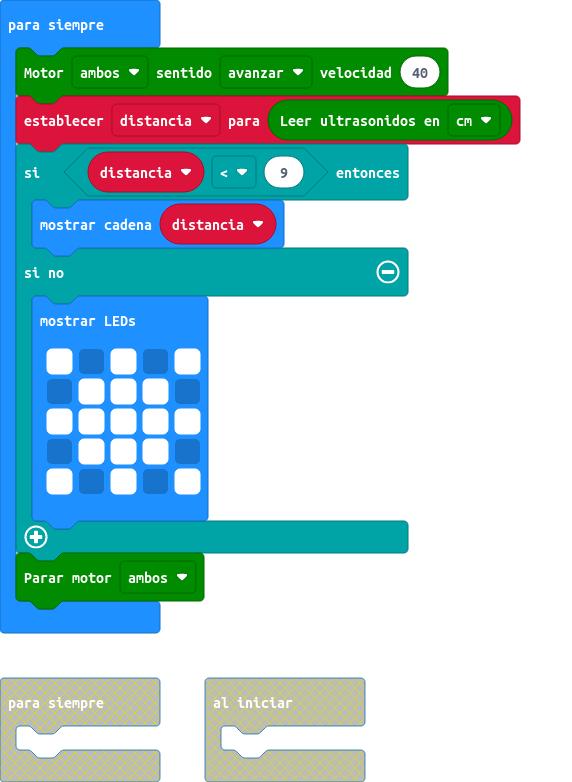 para siempre
Motor ambos sentido avanzar velocidad 40
establecer distancia para Leer ultrasonidos en cm
si distancia < 9 entonces
mostrar cadena distancia
si no
mostrar LEDs
Parar motor ambos
para siempre al iniciar